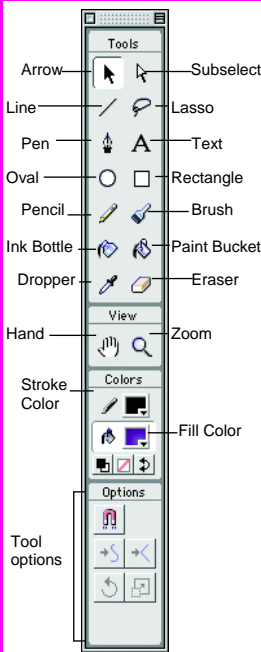 Tools
Arrow Subselect
Line Lasso
Pen A Text
Oval Rectangle
Pencil Brush
Ink Bottle Paint Bucket
Dropper Eraser
View
Hand Zoom
Colors
Stroke
Color
Fill Color
Options
Tool
options